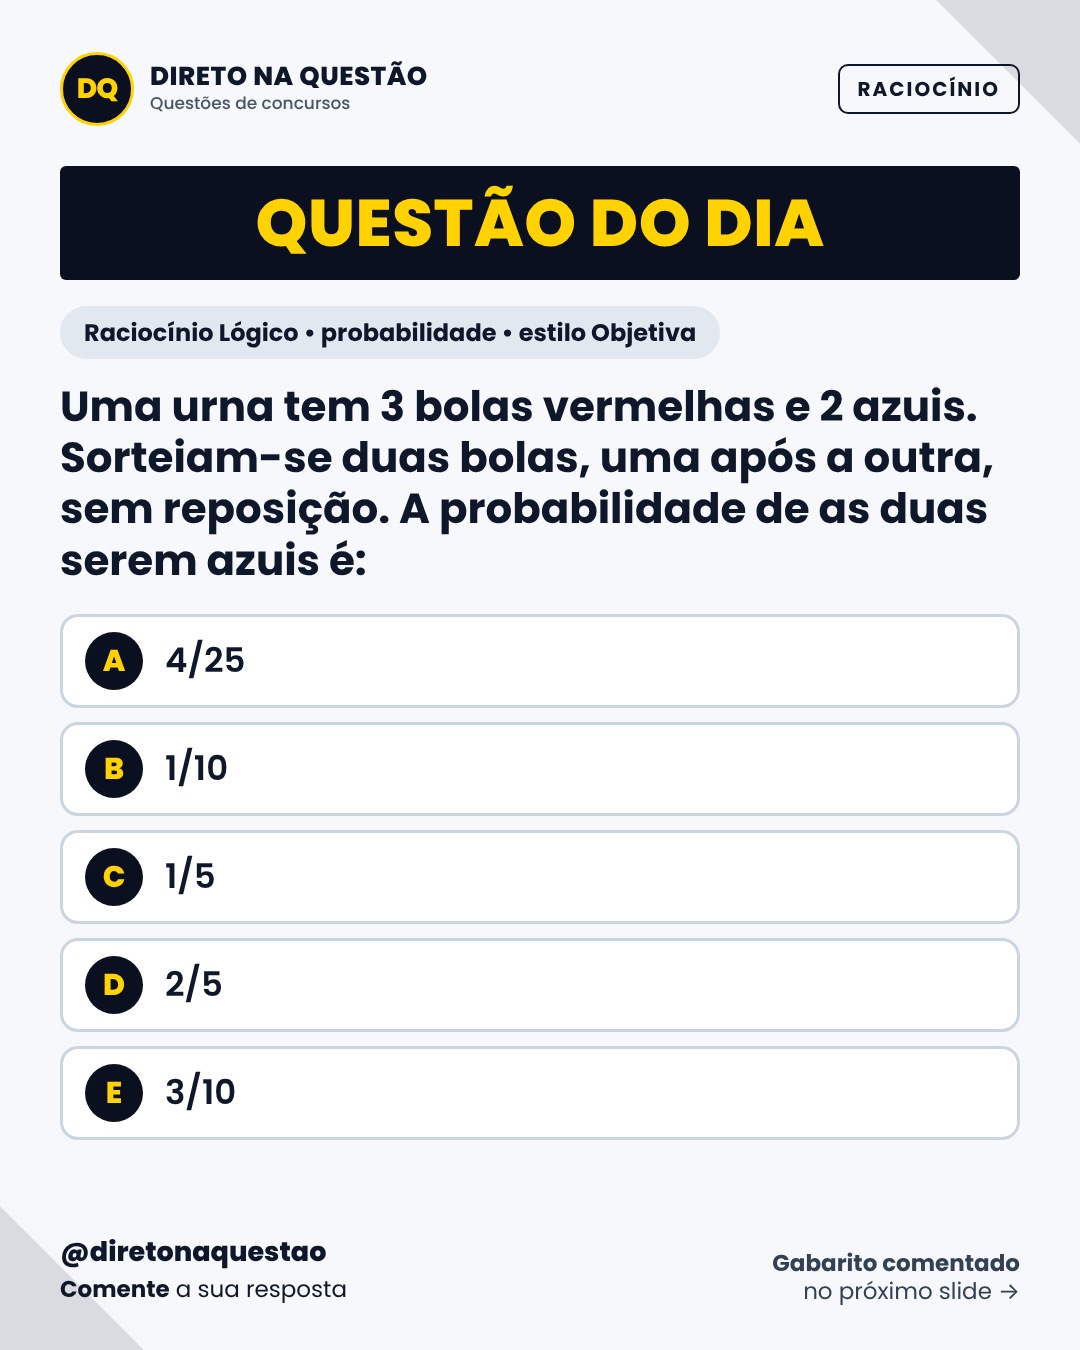 DQ
DIRETO NA QUESTÃO
Questões de concursos
RACIOCÍNIO
QUESTÃO DO DIA
Raciocínio Lógico • probabilidade • estilo Objetiva
Uma urna tem 3 bolas vermelhas e 2 azuis.
Sorteiam-se duas bolas, uma após a outra,
sem reposição. A probabilidade de as duas
serem azuis é:
A 4/25
B 1/10
C 1/5
D 2/5
E 3/10
@diretonaquestao
Comente a sua resposta
Gabarito comentado
no próximo slide →